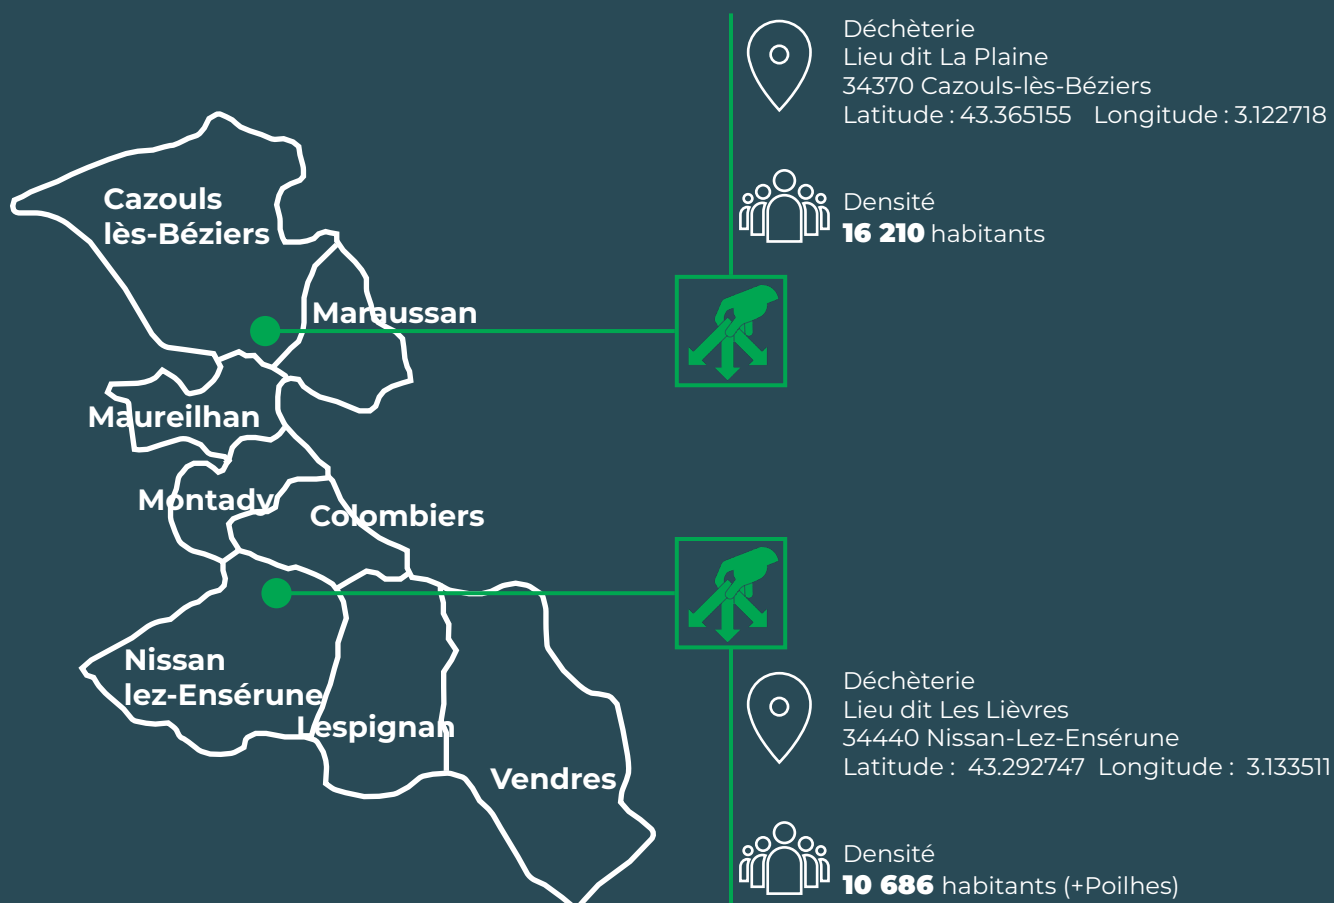 Déchèterie
Lieu dit La Plaine
34370 Cazouls-lès-Béziers
Latitude : 43.365155 Longitude : 3.122718
Densité
16 210 habitants
Cazouls
lès-Béziers
Maraussan
Maureilhan
Montady
Colombiers
Nissan
lez-Ensérune
Lespignan
Vendres
Déchèterie
Lieu dit Les Lièvres
34440 Nissan-Lez-Ensérune
Latitude : 43.292747 Longitude : 3.133511
Densité
10 686 habitants (+Poilhes)